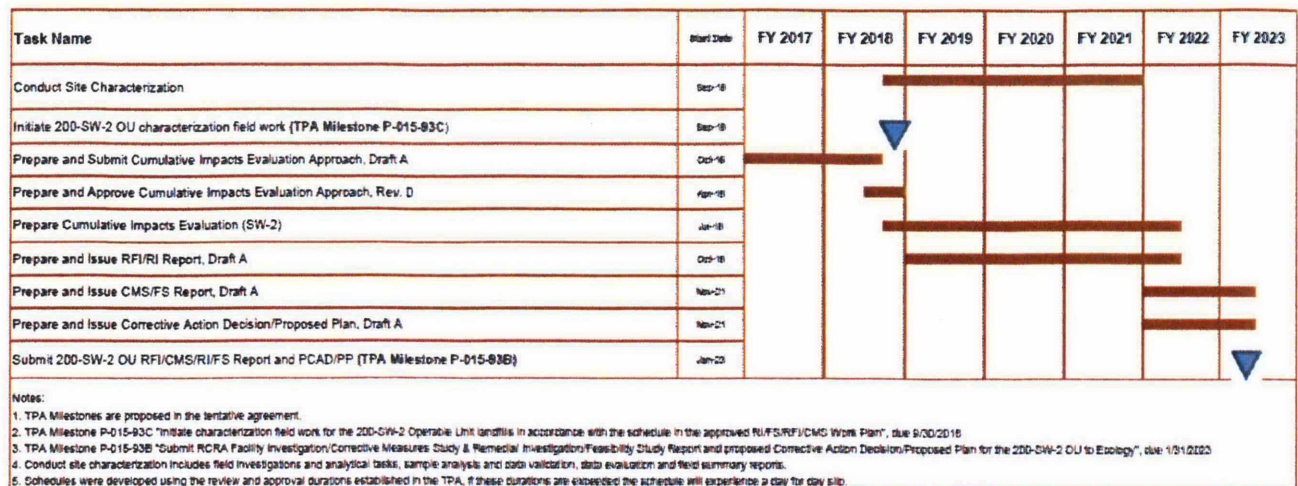 Task Name Start Date FY 2017 FY 2018 FY 2019 FY 2020 FY 2021 FY 2022 FY 2023
Conduct Site Characterization Sep-18
Initiate 200-SW-2 OU characterization field work (TPA Milestone P-015-93C) Sep-18
Prepare and Submit Cumulative Impacts Evaluation Approach, Draft A Oct-16
Prepare and Approve Cumulative Impacts Evaluation Approach, Rev. 0 Apr-18
Prepare Cumulative Impacts Evaluation (SW-2)
Prepare and Issue RFI/RI Report, Draft A Oct-18
Prepare and Issue CMS/FS Report, Draft A Nov-21
Prepare and Issue Corrective Action Decision/Proposed Plan, Draft A Nov-21
Submit 200-SW-2 OU RFI/CMS/RI/FS Report and PCAD/PP (TPA Milestone P-015-93B) Jan-23
Notes:
1. TPA Milestones are proposed in the tentative agreement.
2. TPA Milestone P-015-93C "Initiate characterization field work for the 200-SW-2 Operable Unit landfills in accordance with the schedule in the approved RI/FS/RFI/CMS Work Plan", due 9/30/2018
3. TPA Milestone P-015-93B "Submit RCRA Facility Investigation/Corrective Measures Study & Remedial Investigation/Feasibility Study Report and proposed Corrective Action Decision/Proposed Plan for the 200-SW-2 OU to Ecology", due 1/31/2023
4. Conduct site characterization includes field investigations and analytical tasks, sample analysis and data validation, data evaluation and field summary reports.
5. Schedules were developed using the review and approval durations established in the TPA, if these durations are exceeded the schedule will experience a day for day slip.